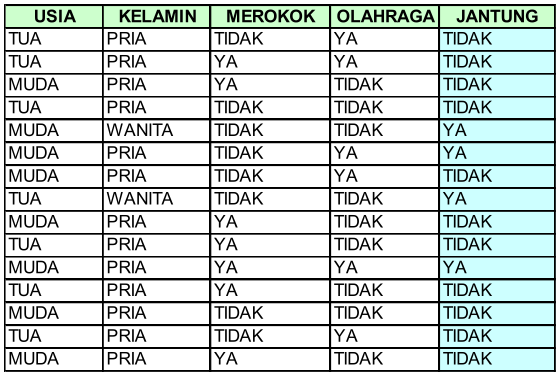 USIA KELAMIN MEROKOK OLAHRAGA JANTUNG
TUA PRIA TIDAK YA TIDAK
TUA PRIA YA YA TIDAK
MUDA PRIA YA TIDAK TIDAK
TUA PRIA TIDAK TIDAK TIDAK
MUDA WANITA TIDAK TIDAK YA
MUDA PRIA TIDAK YA YA
MUDA PRIA TIDAK YA TIDAK
TUA WANITA TIDAK TIDAK YA
MUDA PRIA YA TIDAK TIDAK
TUA PRIA YA TIDAK TIDAK
MUDA PRIA YA YA YA
TUA PRIA YA TIDAK TIDAK
MUDA PRIA TIDAK TIDAK TIDAK
TUA PRIA TIDAK YA TIDAK
MUDA PRIA YA TIDAK TIDAK